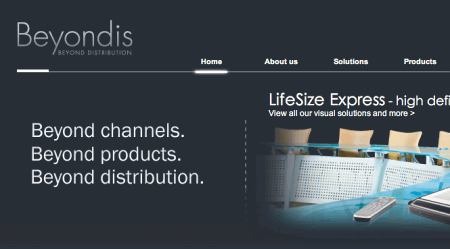 Beyondis
BEYOND DISTRIBUTION
Home About us Solutions Products
LifeSize Express - high defi
View all our visual solutions and more >
Beyond channels.
Beyond products.
Beyond distribution.